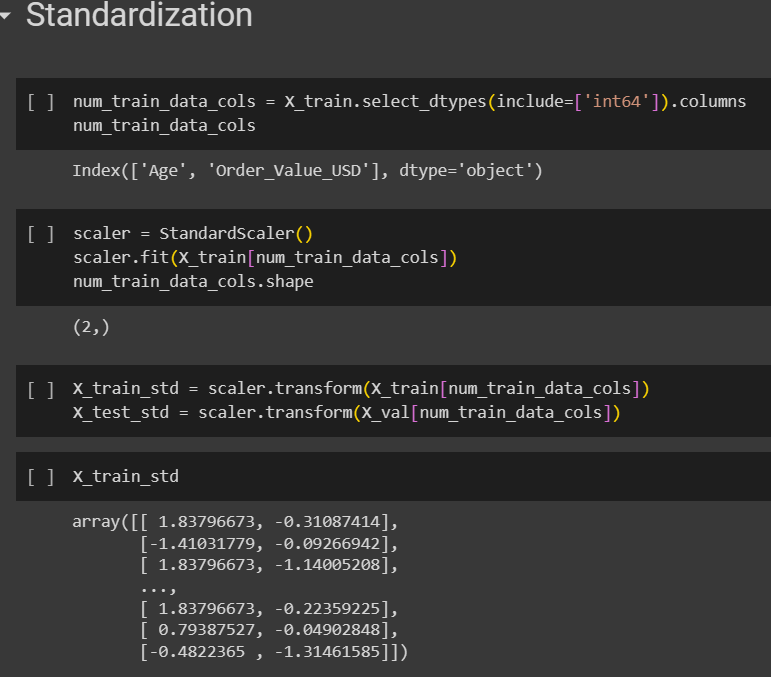 Standardization
[ ] num_train_data_cols = X_train.select_dtypes(include=['int64']).columns
num_train_data_cols
Index(['Age', 'Order_Value_USD'], dtype='object')
[ ] scaler = StandardScaler()
scaler.fit(X_train[num_train_data_cols])
num_train_data_cols.shape
(2,)
[ ] X_train_std = scaler.transform(X_train[num_train_data_cols])
X_test_std = scaler.transform(X_val[num_train_data_cols])
[ ] X_train_std
array([[ 1.83796673, -0.31087414],
[-1.41031779, -0.09266942],
[ 1.83796673, -1.14005208],
...,
[ 1.83796673, -0.22359225],
[ 0.79387527, -0.04902848],
[-0.4822365 , -1.31461585]])